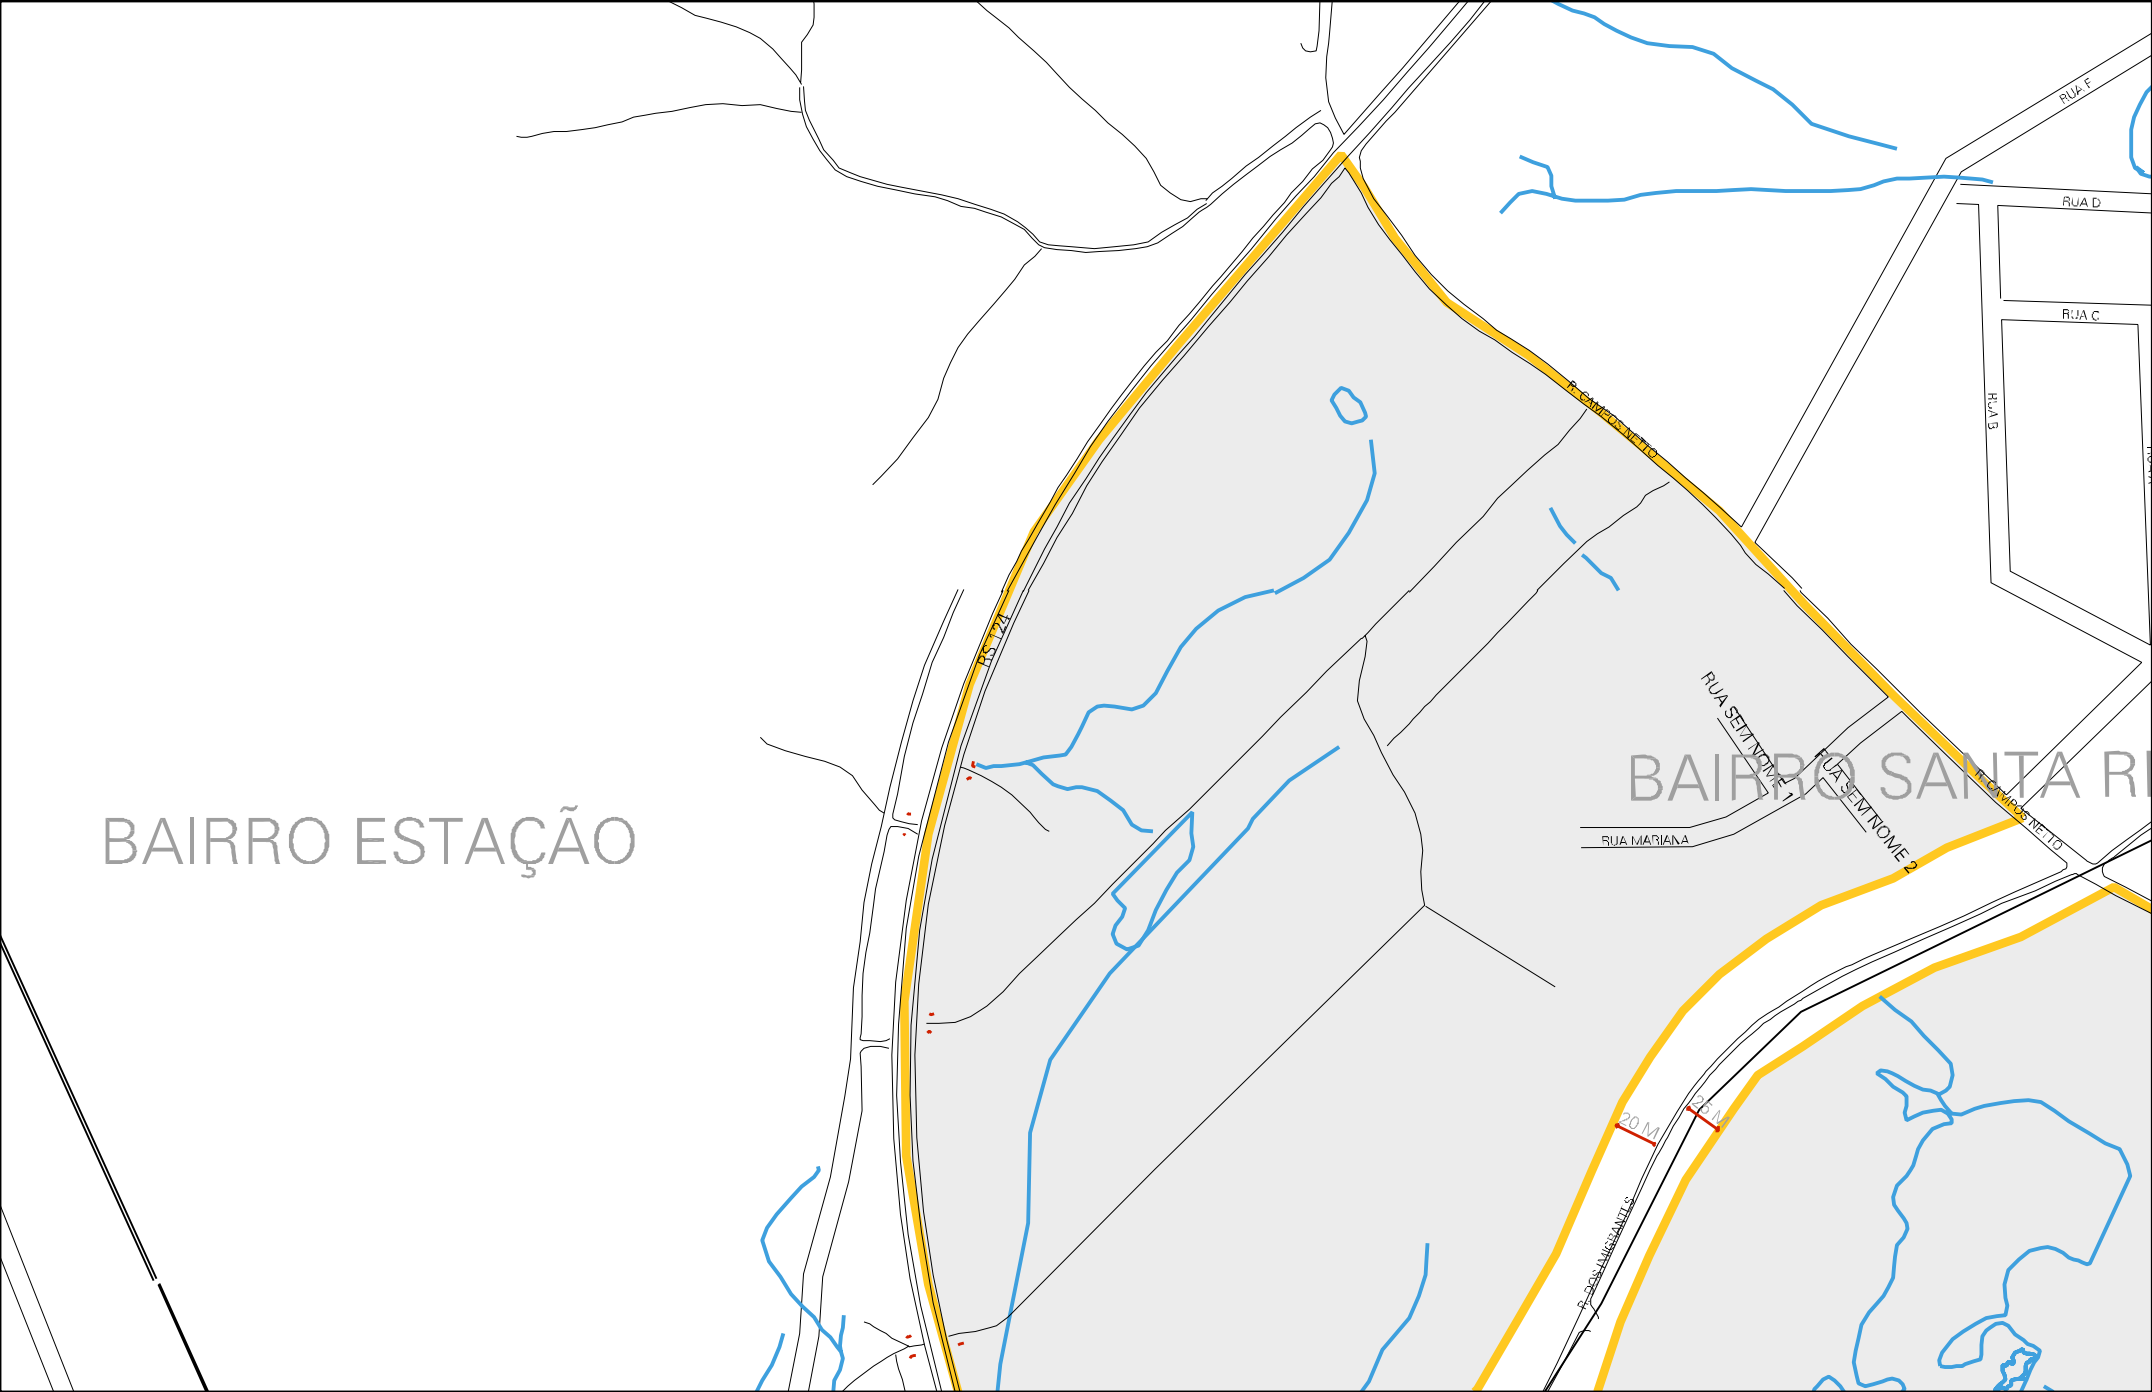 RUA F
RUA D
RUA C
RUA B
R. CAMPOS NETTO
RS 124
RUA SEM NOME 1
RUA SEM NOME 2
BAIRRO SANTA RI
R. CAMPOS NETTO
RUA MARIANA
BAIRRO ESTAÇÃO
25 M
20 M
R. DOS IMIGRANTES